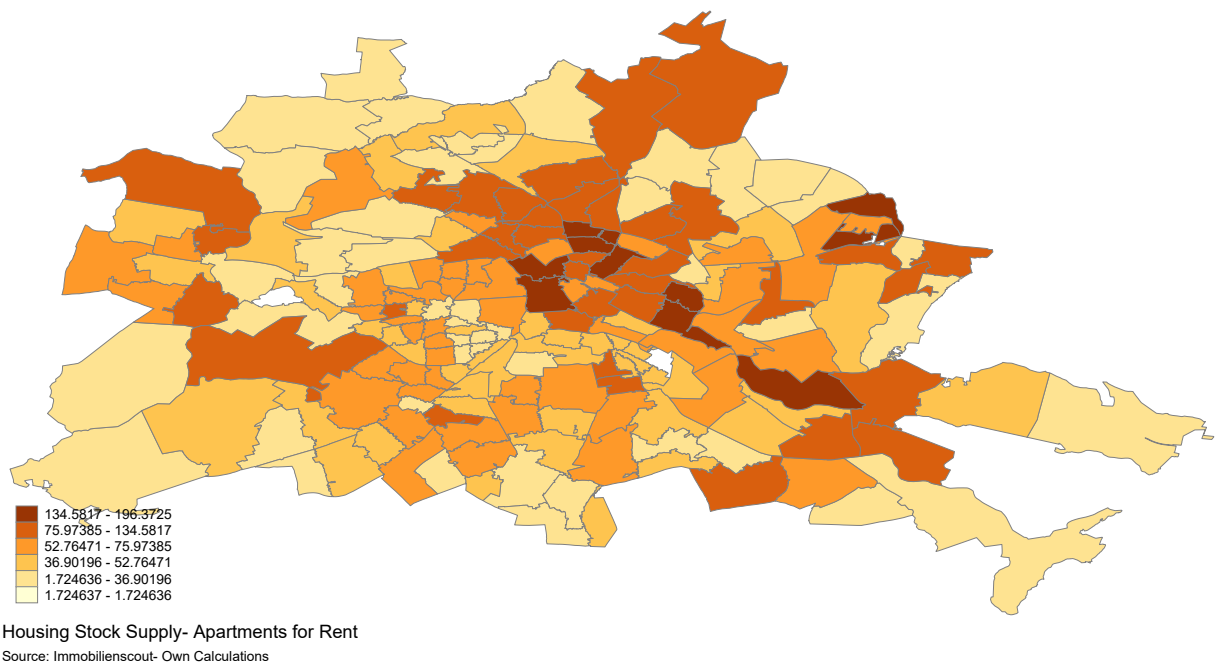 134.5817 - 196.3725
75.97385 - 134.5817
52.76471 - 75.97385
36.90196 - 52.76471
1.724636 - 36.90196
1.724637 - 1.724636
Housing Stock Supply- Apartments for Rent
Source: Immobilienscout- Own Calculations